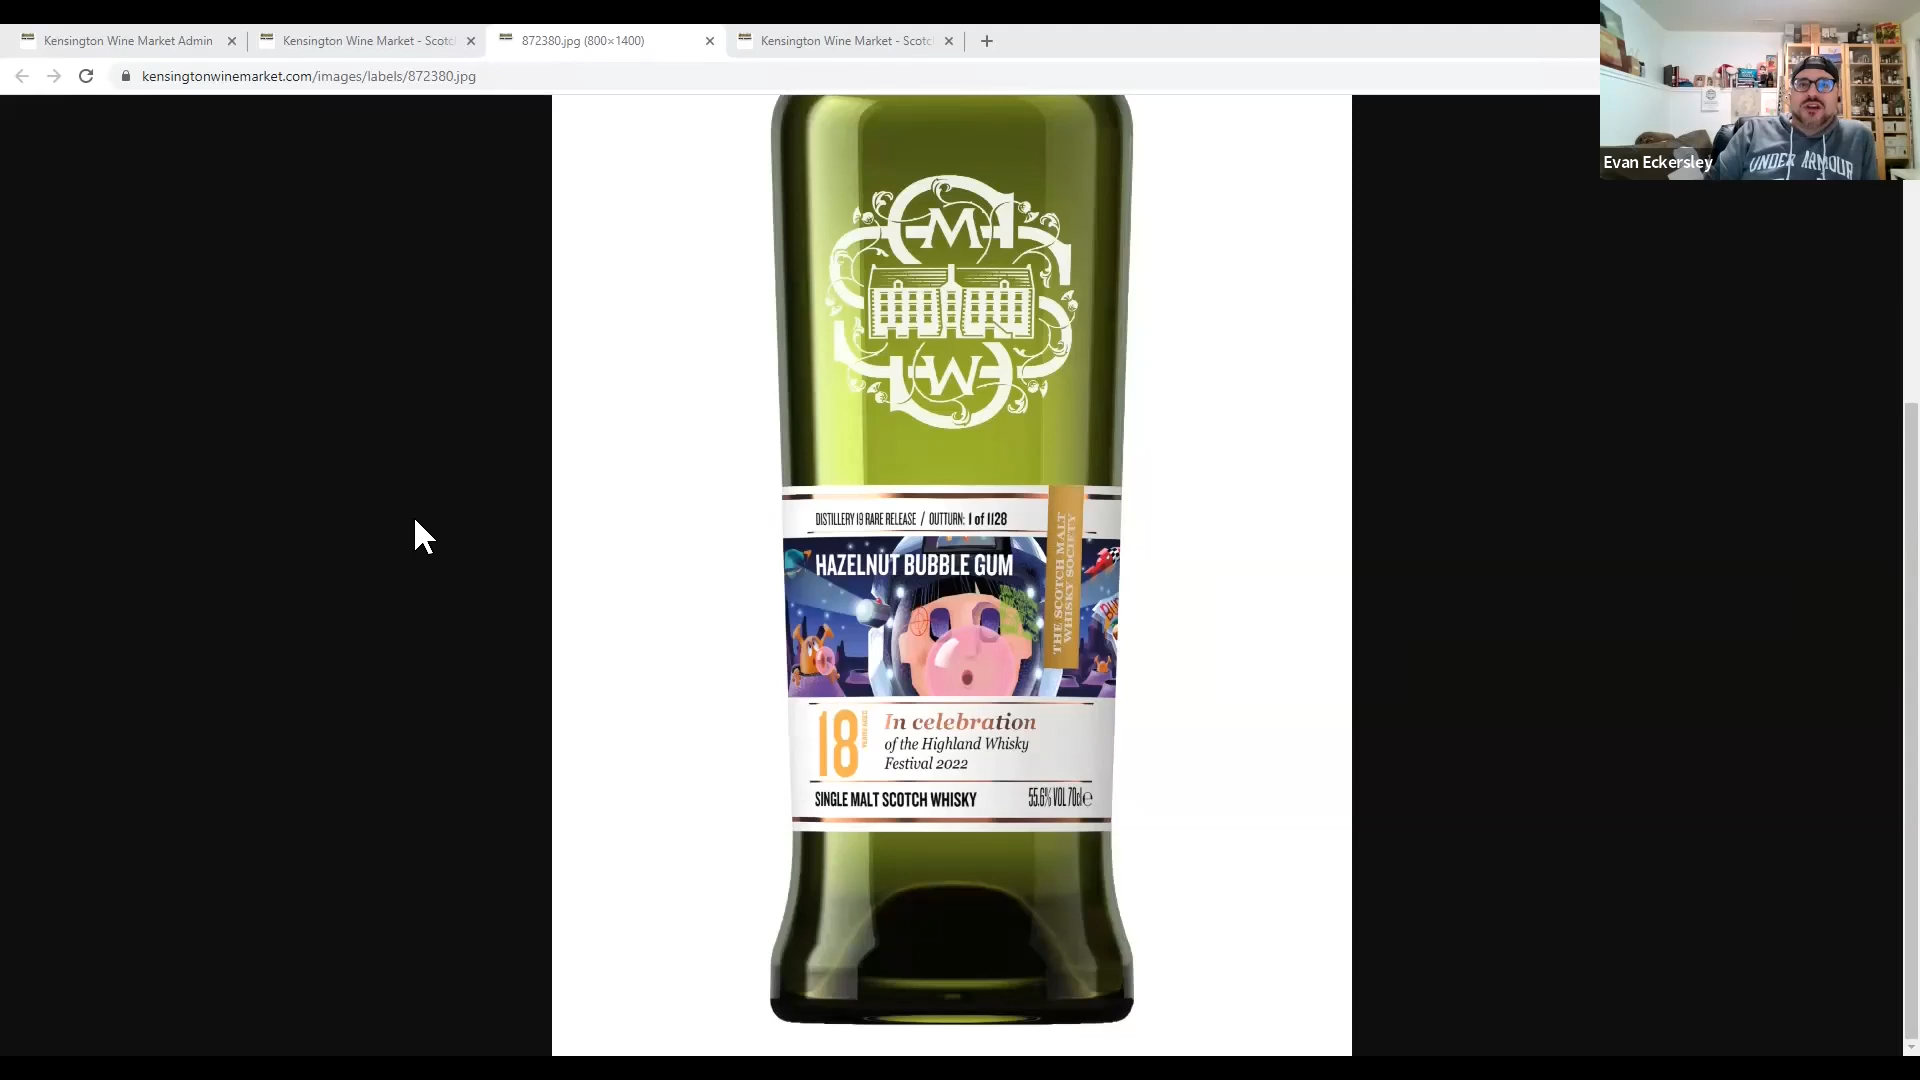 Kensington Wine Market Admin
Kensington Wine Market - Scotc
872380.jpg (800×1400)
Kensington Wine Market - Scotc
kensingtonwinemarket.com/images/labels/872380.jpg
Evan Eckersley
UNDER ARMOUR
M
S W
DISTILLERY 19 RARE RELEASE / OUTTURN: 1 of 1128
THE SCOTCH MALT
WHISKY SOCIETY
HAZELNUT BUBBLE GUM
18
YEARS AGED
In celebration
of the Highland Whisky
Festival 2022
SINGLE MALT SCOTCH WHISKY
55.6% VOL 70cl e